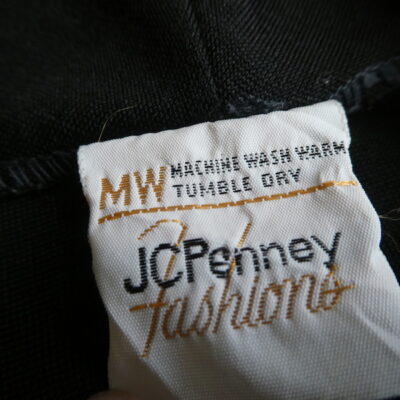 MW MACHINE WASH WARM
TUMBLE DRY
JCPenney
fashions